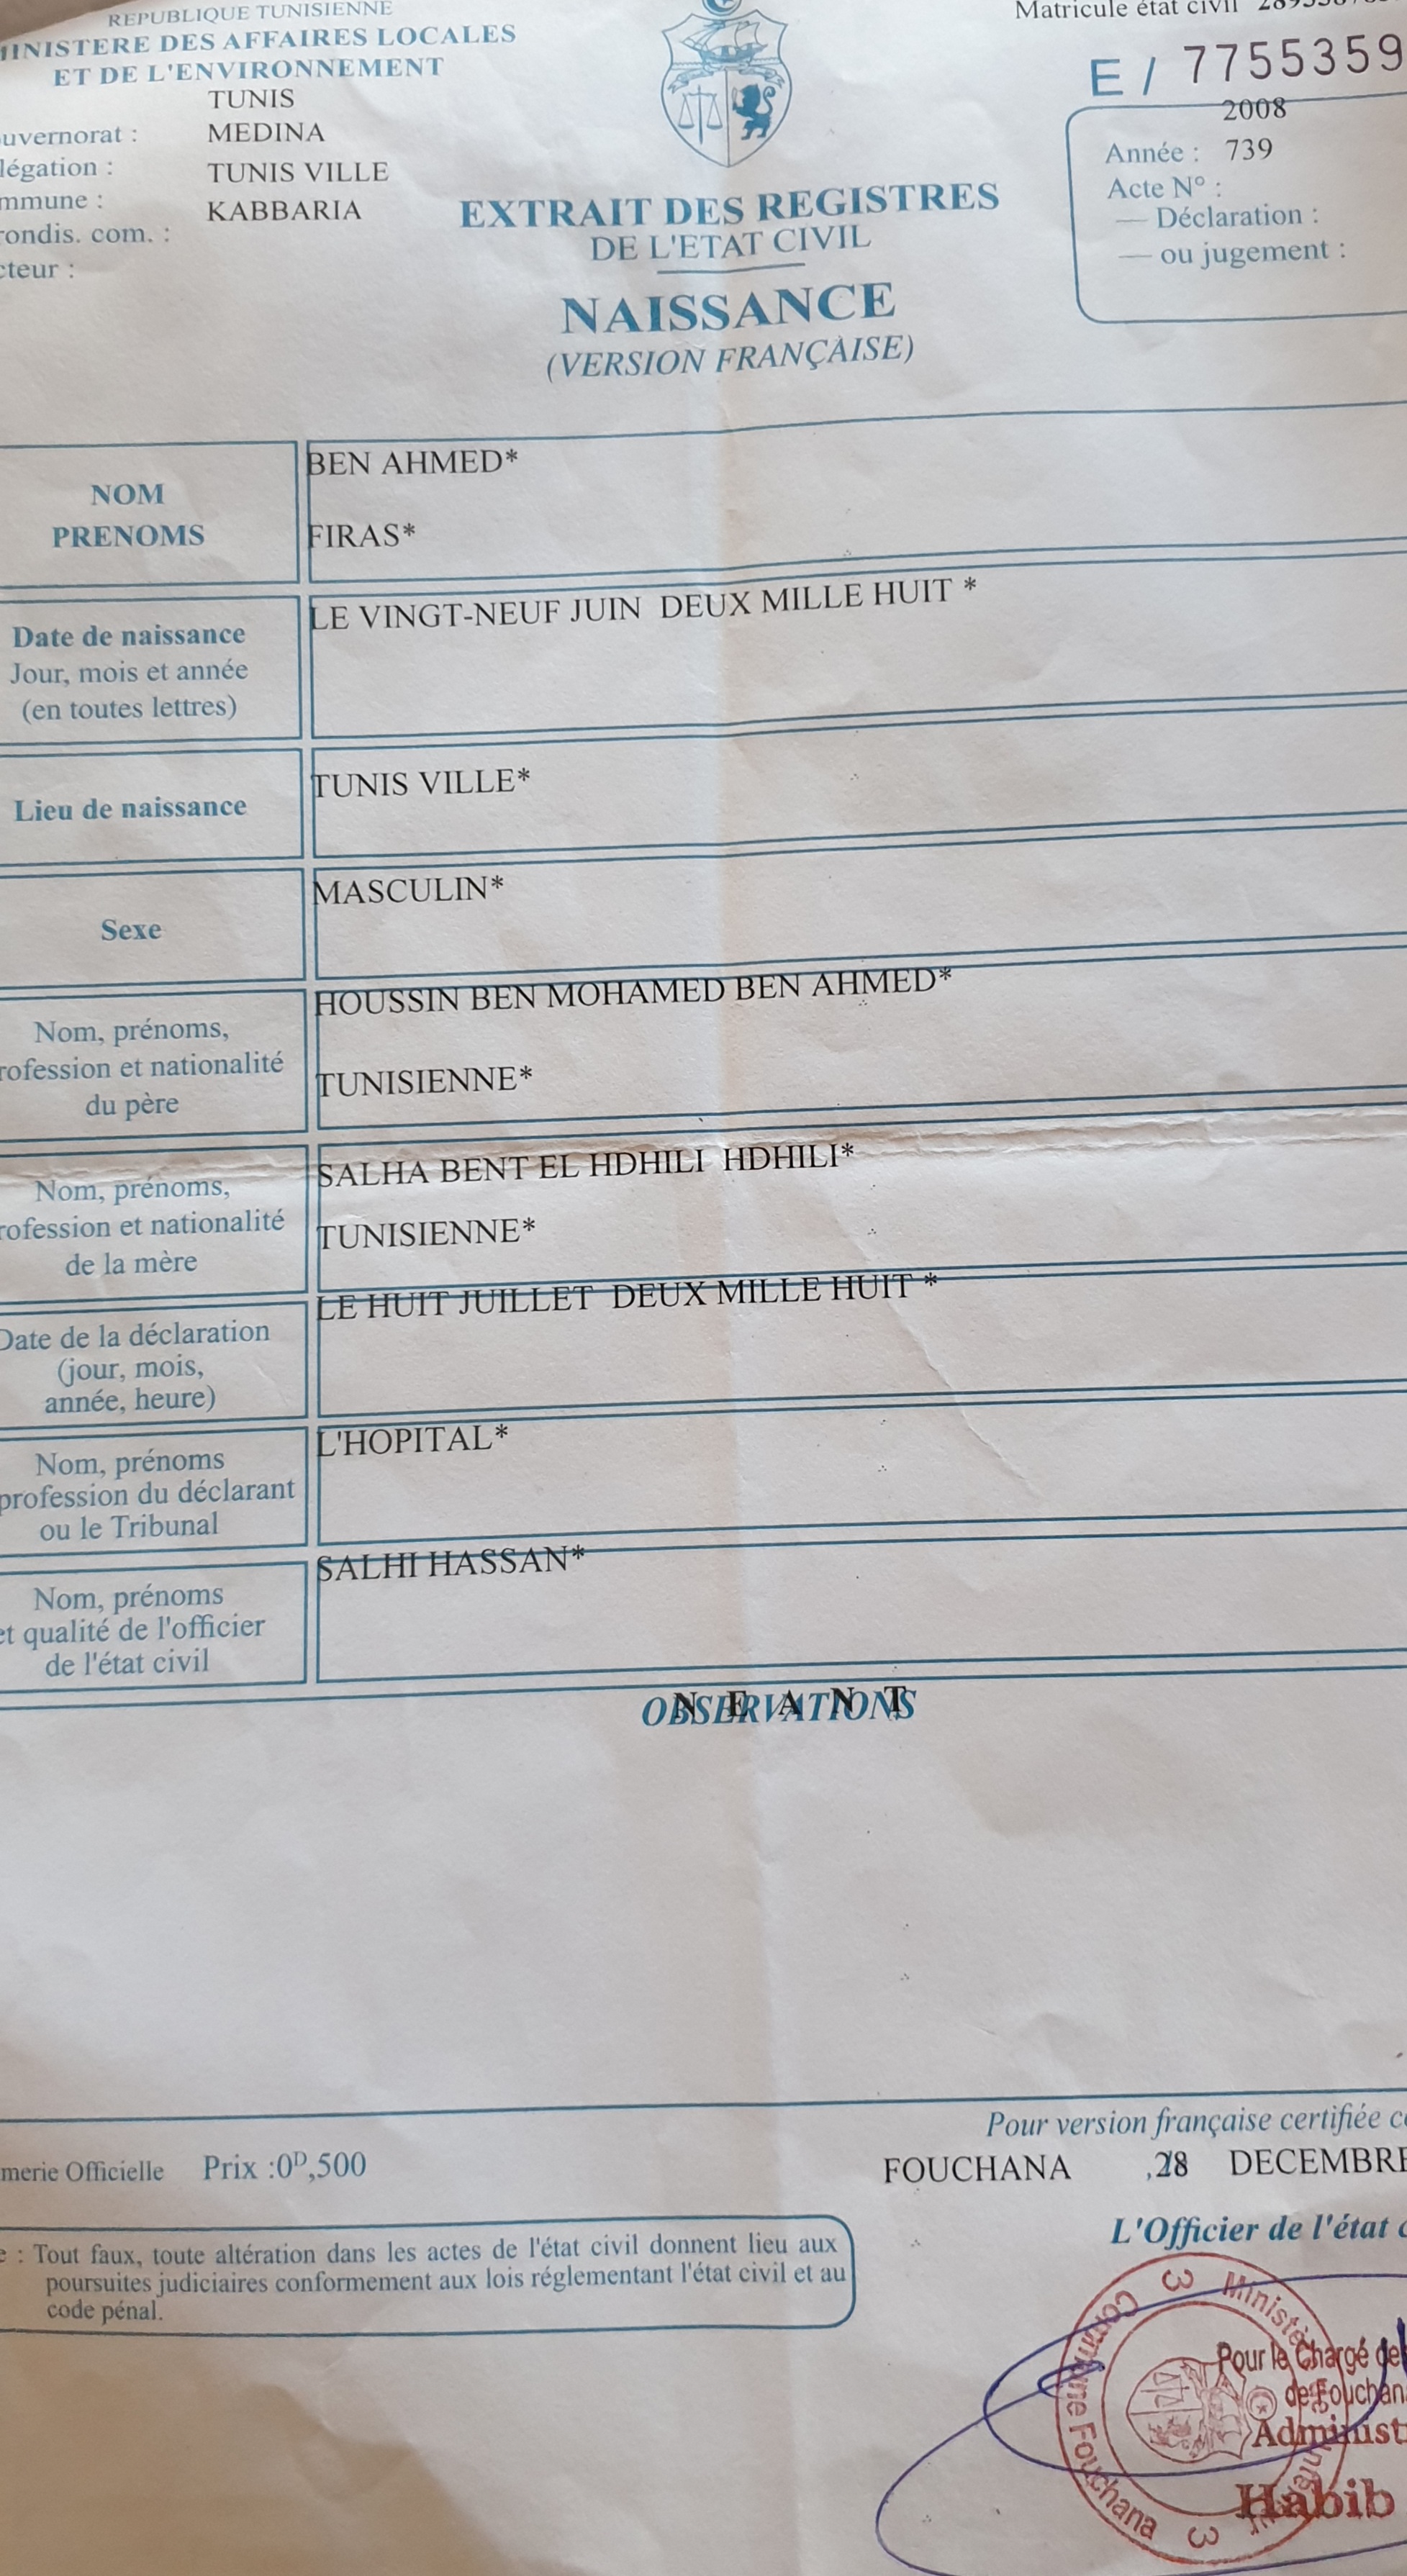 REPUBLIQUE TUNISIENNE
MINISTERE DES AFFAIRES LOCALES
ET DE L'ENVIRONNEMENT
TUNIS
uvernorat : MEDINA
légation : TUNIS VILLE
mmune : KABBARIA
rondis. com. :
cteur :
Matricule état civil
E / 7755359
2008
Année : 739
Acte N° :
— Déclaration :
— ou jugement :
EXTRAIT DES REGISTRES
DE L'ETAT CIVIL
NAISSANCE
(VERSION FRANÇAISE)
NOM
PRENOMS
BEN AHMED*
FIRAS*
Date de naissance
Jour, mois et année
(en toutes lettres)
LE VINGT-NEUF JUIN DEUX MILLE HUIT *
Lieu de naissance
TUNIS VILLE*
Sexe
MASCULIN*
Nom, prénoms,
rofession et nationalité
du père
HOUSSIN BEN MOHAMED BEN AHMED*
TUNISIENNE*
Nom, prénoms,
rofession et nationalité
de la mère
SALHA BENT EL HDHILI HDHILI*
TUNISIENNE*
Date de la déclaration
(jour, mois,
année, heure)
LE HUIT JUILLET DEUX MILLE HUIT *
Nom, prénoms
profession du déclarant
ou le Tribunal
L'HOPITAL*
Nom, prénoms
et qualité de l'officier
de l'état civil
SALHI HASSAN*
OBSERVATIONS
N E A N T
Pour version française certifiée c
merie Officielle Prix :0ᴰ,500
FOUCHANA ,28 DECEMBRE
L'Officier de l'état c
e : Tout faux, toute altération dans les actes de l'état civil donnent lieu aux
poursuites judiciaires conformement aux lois réglementant l'état civil et au
code pénal.
Commune Fouchana
Pour le Chargé de
de Fouchan
Administ
Habib